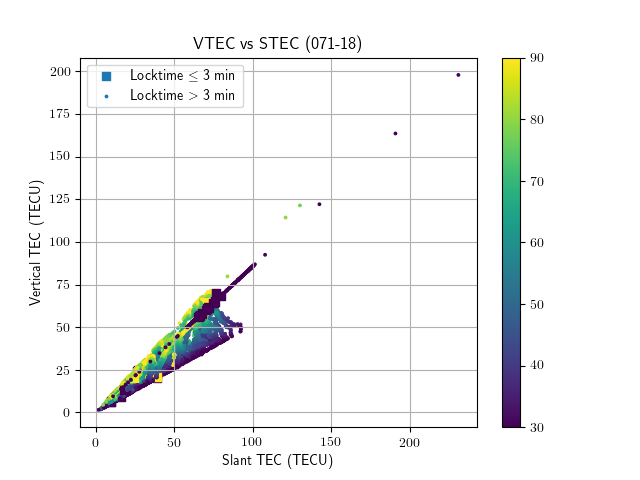 VTEC vs STEC (071-18)
Locktime ≤ 3 min
Locktime > 3 min
Vertical TEC (TECU)
200
175
150
125
100
75
50
25
0
0 50 100 150 200
Slant TEC (TECU)
90
80
70
60
50
40
30